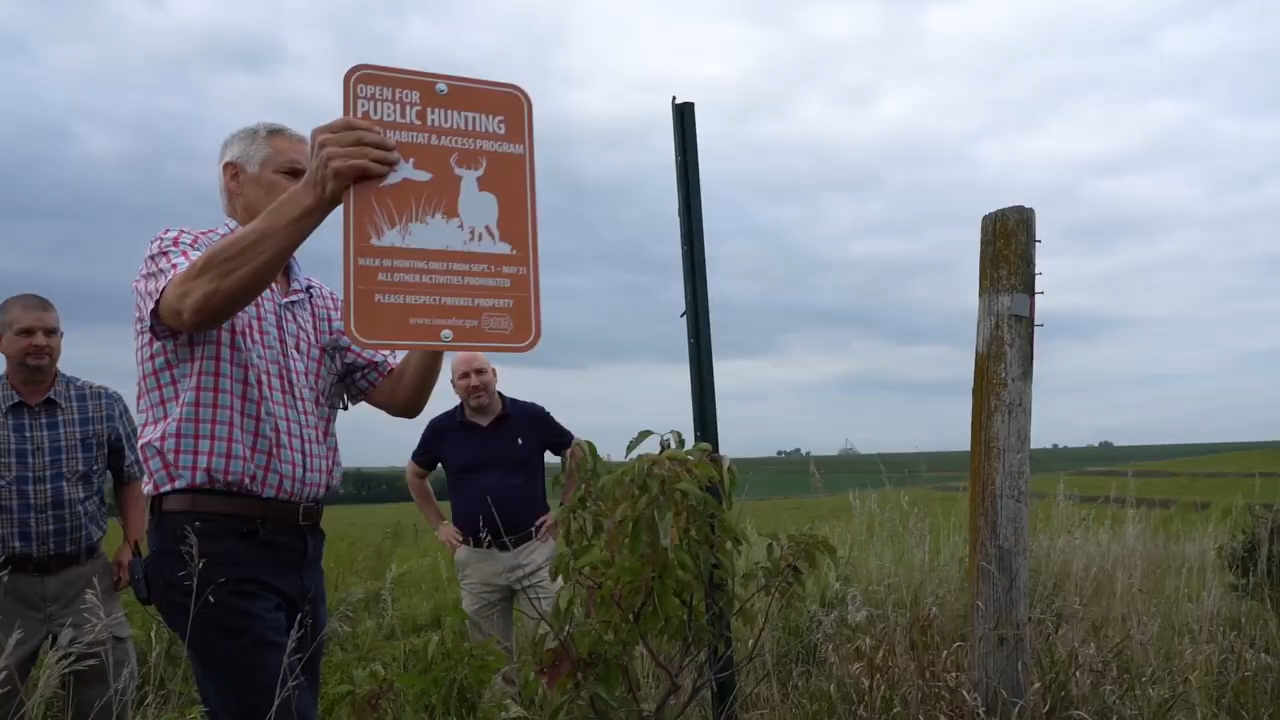 OPEN FOR
PUBLIC HUNTING
HABITAT & ACCESS PROGRAM
WALK-IN HUNTING ONLY FROM SEPT. 1 – MAY 31
ALL OTHER ACTIVITIES PROHIBITED
PLEASE RESPECT PRIVATE PROPERTY
www.iowadnr.gov